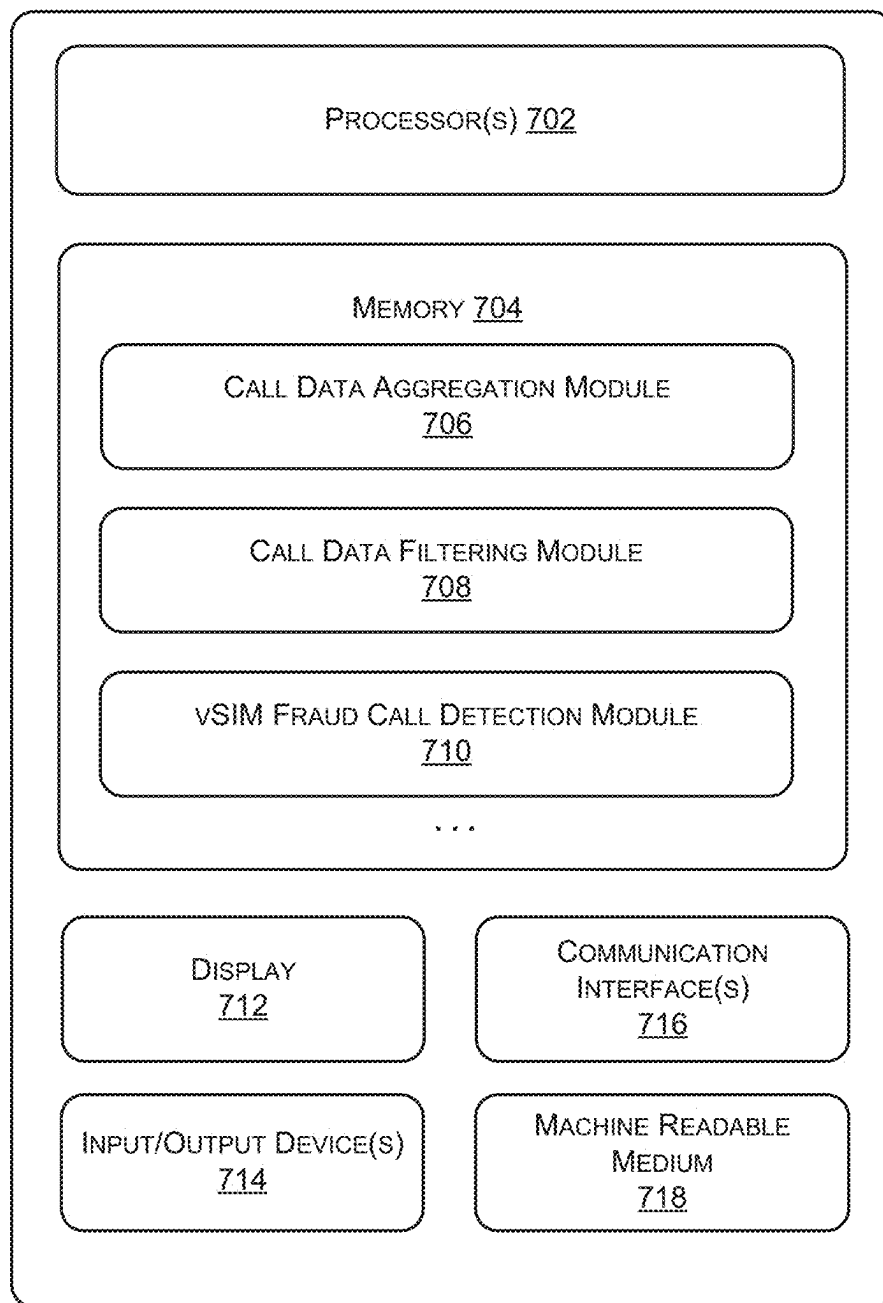 PROCESSOR(S) 702
MEMORY 704
CALL DATA AGGREGATION MODULE
706
CALL DATA FILTERING MODULE
708
VSIM FRAUD CALL DETECTION MODULE
710
...
DISPLAY
712
COMMUNICATION
INTERFACE(S)
716
INPUT/OUTPUT DEVICE(S)
714
MACHINE READABLE
MEDIUM
718